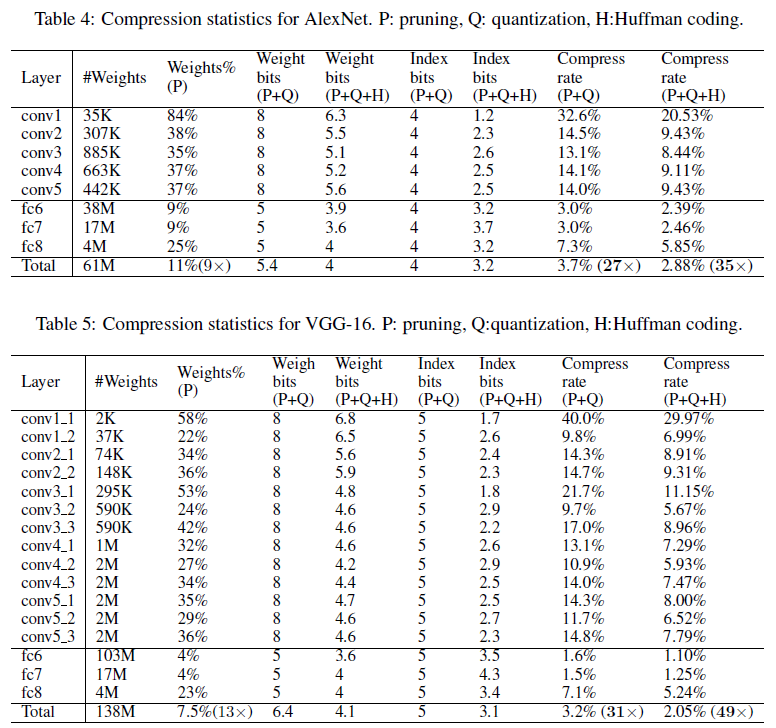 Table 4: Compression statistics for AlexNet. P: pruning, Q: quantization, H:Huffman coding.
Layer #Weights Weights% (P) Weight bits (P+Q) Weight bits (P+Q+H) Index bits (P+Q) Index bits (P+Q+H) Compress rate (P+Q) Compress rate (P+Q+H)
conv1 35K 84% 8 6.3 4 1.2 32.6% 20.53%
conv2 307K 38% 8 5.5 4 2.3 14.5% 9.43%
conv3 885K 35% 8 5.1 4 2.6 13.1% 8.44%
conv4 663K 37% 8 5.2 4 2.5 14.1% 9.11%
conv5 442K 37% 8 5.6 4 2.5 14.0% 9.43%
fc6 38M 9% 5 3.9 4 3.2 3.0% 2.39%
fc7 17M 9% 5 3.6 4 3.7 3.0% 2.46%
fc8 4M 25% 5 4 4 3.2 7.3% 5.85%
Total 61M 11%(9×) 5.4 4 4 3.2 3.7% (27×) 2.88% (35×)
Table 5: Compression statistics for VGG-16. P: pruning, Q:quantization, H:Huffman coding.
Layer #Weights Weights% (P) Weigh bits (P+Q) Weight bits (P+Q+H) Index bits (P+Q) Index bits (P+Q+H) Compress rate (P+Q) Compress rate (P+Q+H)
conv1_1 2K 58% 8 6.8 5 1.7 40.0% 29.97%
conv1_2 37K 22% 8 6.5 5 2.6 9.8% 6.99%
conv2_1 74K 34% 8 5.6 5 2.4 14.3% 8.91%
conv2_2 148K 36% 8 5.9 5 2.3 14.7% 9.31%
conv3_1 295K 53% 8 4.8 5 1.8 21.7% 11.15%
conv3_2 590K 24% 8 4.6 5 2.9 9.7% 5.67%
conv3_3 590K 42% 8 4.6 5 2.2 17.0% 8.96%
conv4_1 1M 32% 8 4.6 5 2.6 13.1% 7.29%
conv4_2 2M 27% 8 4.2 5 2.9 10.9% 5.93%
conv4_3 2M 34% 8 4.4 5 2.5 14.0% 7.47%
conv5_1 2M 35% 8 4.7 5 2.5 14.3% 8.00%
conv5_2 2M 29% 8 4.6 5 2.7 11.7% 6.52%
conv5_3 2M 36% 8 4.6 5 2.3 14.8% 7.79%
fc6 103M 4% 5 3.6 5 3.5 1.6% 1.10%
fc7 17M 4% 5 4 5 4.3 1.5% 1.25%
fc8 4M 23% 5 4 5 3.4 7.1% 5.24%
Total 138M 7.5%(13×) 6.4 4.1 5 3.1 3.2% (31×) 2.05% (49×)